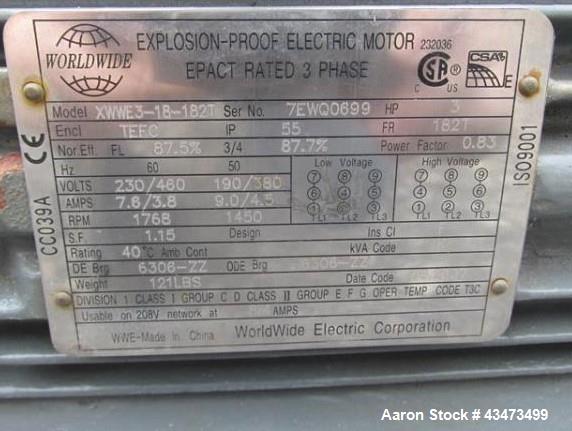 WORLDWIDE
EXPLOSION-PROOF ELECTRIC MOTOR 232036
EPACT RATED 3 PHASE
C SA US
CSA E
Model XWWE3-18-182T Ser No. 7EWQ0699 HP 3
Encl TEFC IP 55 FR 182T
Nor.Eff. FL 87.5% 3/4 87.7% Power Factor 0.83
Hz 60 50 Low Voltage High Voltage
VOLTS 230/460 190/380
AMPS 7.6/3.8 9.0/4.5
RPM 1768 1450
7 8 9 7 8 9
6 4 5 4 5 6
1 2 3 1 2 3
TL1 TL2 TL3 TL1 TL2 TL3
S.F. 1.15 Design Ins Cl
Rating 40°C Amb Cont kVA Code
DE Brg 6306-ZZ ODE Brg 6306-ZZ
Weight 121LBS Date Code
DIVISION 1 CLASS I GROUP C D CLASS II GROUP E F G OPER TEMP CODE T3C
Usable on 208V network at AMPS
WWE-Made in China WorldWide Electric Corporation
CE
CC039A
ISO9001
Aaron Stock # 43473499